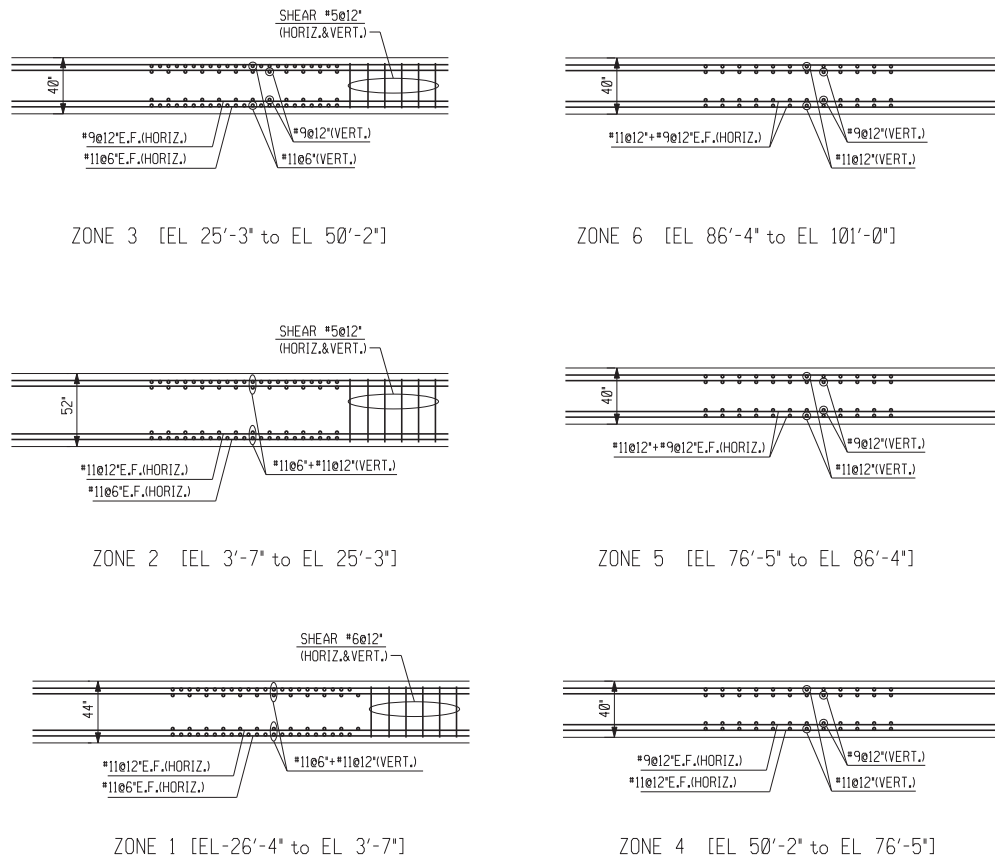 SHEAR #5@12"
(HORIZ.&VERT.)
40"
#9@12"E.F.(HORIZ.)
#11@6"E.F.(HORIZ.)
#9@12"(VERT.)
#11@6"(VERT.)
ZONE 3 [EL 25'-3" to EL 50'-2"]
40"
#11@12"+#9@12"E.F.(HORIZ.)
#9@12"(VERT.)
#11@12"(VERT.)
ZONE 6 [EL 86'-4" to EL 101'-0"]
SHEAR #5@12"
(HORIZ.&VERT.)
52"
#11@12"E.F.(HORIZ.)
#11@6"E.F.(HORIZ.)
#11@6"+#11@12"(VERT.)
ZONE 2 [EL 3'-7" to EL 25'-3"]
40"
#11@12"+#9@12"E.F.(HORIZ.)
#9@12"(VERT.)
#11@12"(VERT.)
ZONE 5 [EL 76'-5" to EL 86'-4"]
SHEAR #6@12"
(HORIZ.&VERT.)
44"
#11@12"E.F.(HORIZ.)
#11@6"E.F.(HORIZ.)
#11@6"+#11@12"(VERT.)
ZONE 1 [EL-26'-4" to EL 3'-7"]
40"
#9@12"E.F.(HORIZ.)
#11@12"E.F.(HORIZ.)
#9@12"(VERT.)
#11@12"(VERT.)
ZONE 4 [EL 50'-2" to EL 76'-5"]